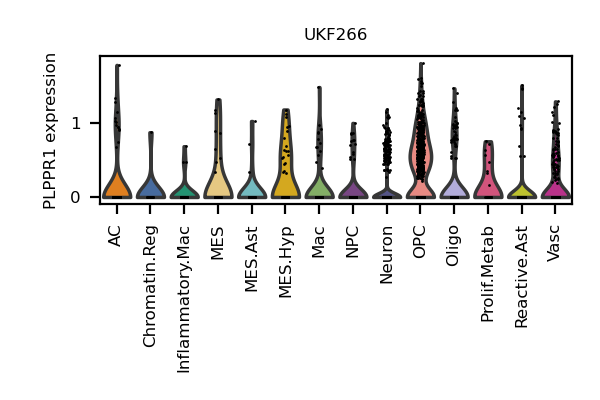 UKF266
PLPPR1 expression
1
0
AC
Chromatin.Reg
Inflammatory.Mac
MES
MES.Ast
MES.Hyp
Mac
NPC
Neuron
OPC
Oligo
Prolif.Metab
Reactive.Ast
Vasc